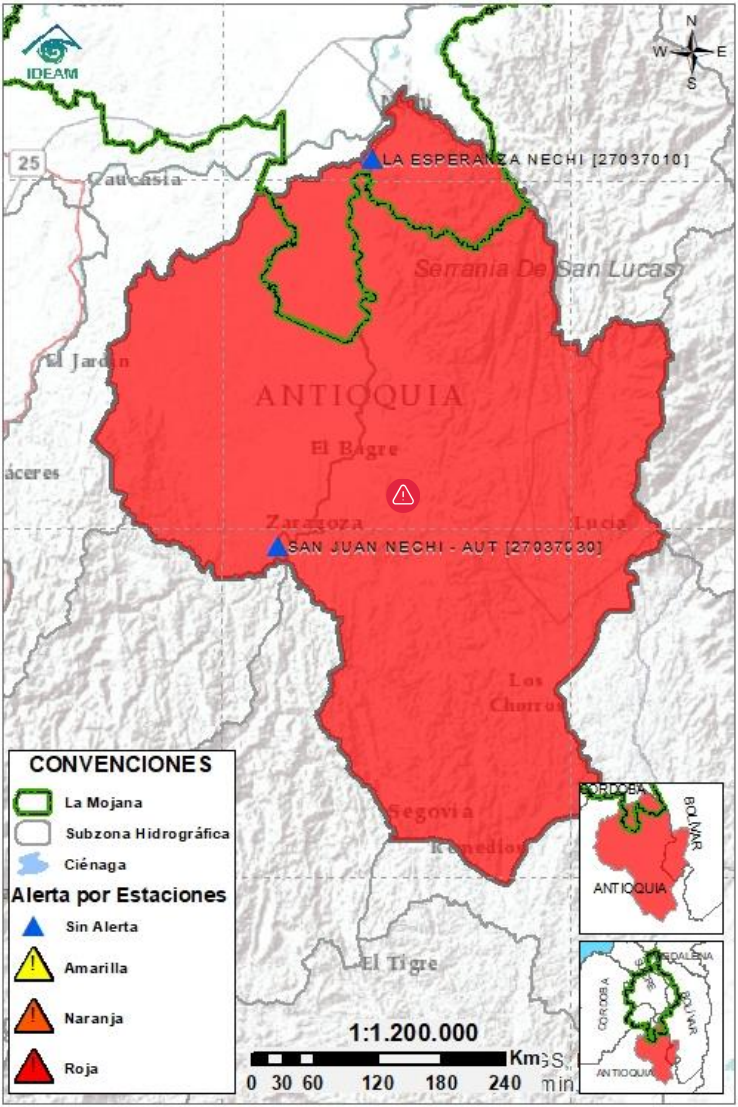 N
W E
S
IDEAM
LA ESPERANZA NECHI [27037010]
25
Caucasia
Serrania De San Lucas
El Jardin
ANTIOQUIA
El Bagre
áceres
Zaragoza
Lucia
SAN JUAN NECHI - AUT [27037030]
Los
Chorros
Segovia
Remedios
El Tigre
CONVENCIONES
La Mojana
Subzona Hidrográfica
Ciénaga
Alerta por Estaciones
Sin Alerta
Amarilla
Naranja
Roja
1:1.200.000
Km
0 30 60 120 180 240
CORDOBA
BOLIVAR
ANTIOQUIA
CORDOBA
BOLIVAR
ANTIOQUIA